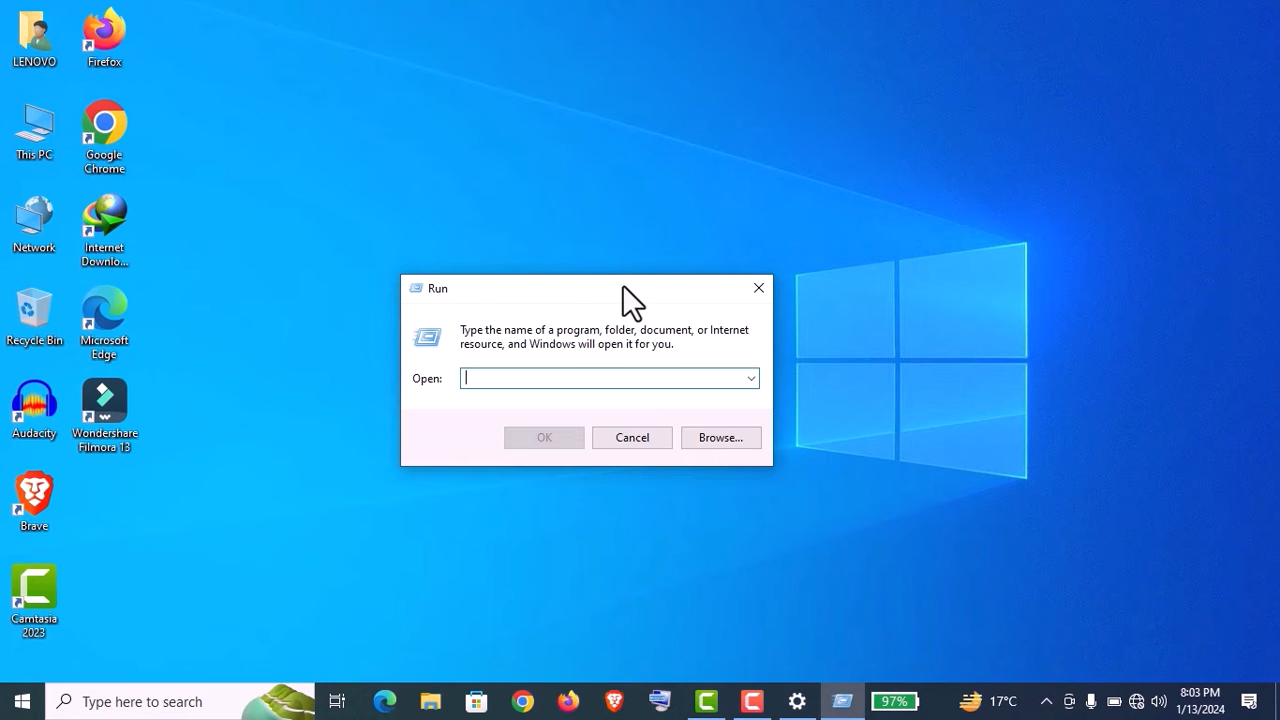 LENOVO
Firefox
This PC
Google
Chrome
Network
Internet
Downlo...
Recycle Bin
Microsoft
Edge
Audacity
Wondershare
Filmora 13
Brave
Camtasia
2023
Run
Type the name of a program, folder, document, or Internet
resource, and Windows will open it for you.
Open:
OK
Cancel
Browse...
Type here to search
97%
17°C
8:03 PM
1/13/2024